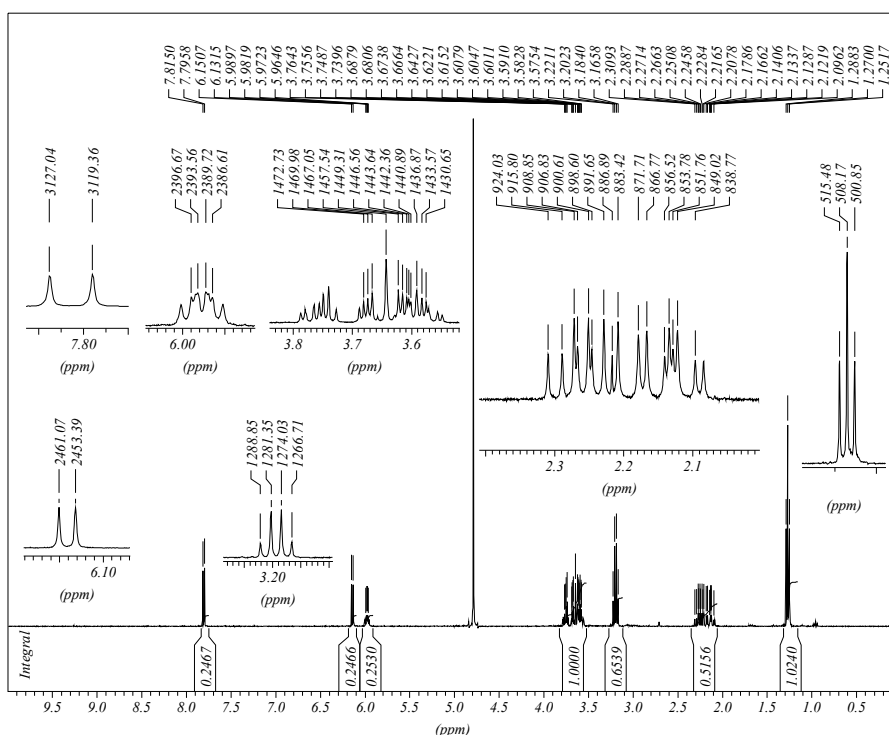 7.8150 7.7958 6.1507 6.1315 5.9897 5.9819 5.9723 5.9646 3.7643 3.7556 3.7487 3.7396 3.6879 3.6806 3.6738 3.6664 3.6427 3.6221 3.6152 3.6079 3.6047 3.6011 3.5910 3.5828 3.5754 3.2211 3.2023 3.1840 3.1658 2.3093 2.2887 2.2714 2.2663 2.2508 2.2458 2.2284 2.2165 2.2078 2.1786 2.1662 2.1406 2.1337 2.1287 2.1219 2.0962 1.2883 1.2700 1.2517
3127.04 3119.36
7.80
(ppm)
2396.67 2393.56 2389.72 2386.61
6.00
(ppm)
1472.73 1469.98 1467.05 1457.54 1449.31 1446.56 1443.64 1442.36 1440.89 1436.87 1433.57 1430.65
3.8 3.7 3.6
(ppm)
924.03 915.80 908.85 906.83 900.61 898.60 891.65 886.89 883.42 871.71 866.77 856.52 853.78 851.76 849.02 838.77
2.3 2.2 2.1
(ppm)
515.48 508.17 500.85
(ppm)
2461.07 2453.39
6.10
(ppm)
1288.85 1281.35 1274.03 1266.71
3.20
(ppm)
Integral
0.2467 0.2466 0.2530 1.0000 0.6539 0.5156 1.0240
9.5 9.0 8.5 8.0 7.5 7.0 6.5 6.0 5.5 5.0 4.5 4.0 3.5 3.0 2.5 2.0 1.5 1.0 0.5
(ppm)